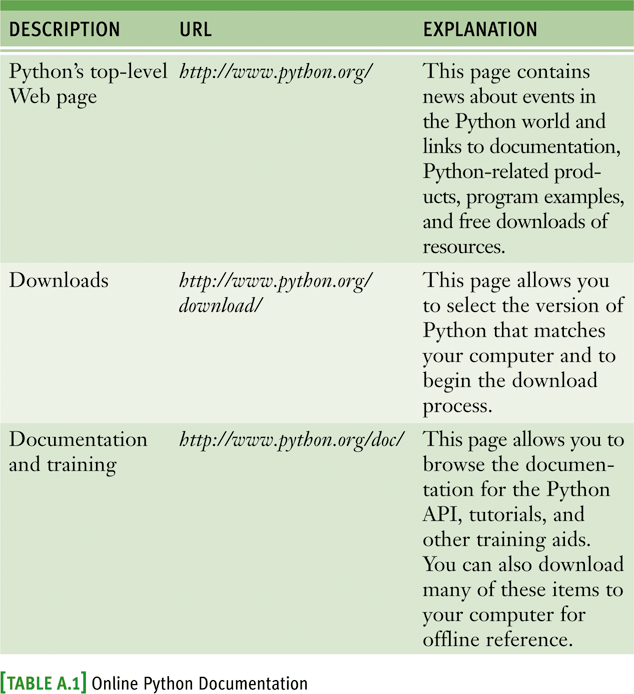 DESCRIPTION URL EXPLANATION
Python's top-level http://www.python.org/ This page contains
Web page news about events in
the Python world and
links to documentation,
Python-related prod-
ucts, program examples,
and free downloads of
resources.
Downloads http://www.python.org/ This page allows you
download/ to select the version of
Python that matches
your computer and to
begin the download
process.
Documentation http://www.python.org/doc/ This page allows you to
and training browse the documen-
tation for the Python
API, tutorials, and
other training aids.
You can also download
many of these items to
your computer for
offline reference.
[TABLE A.1] Online Python Documentation